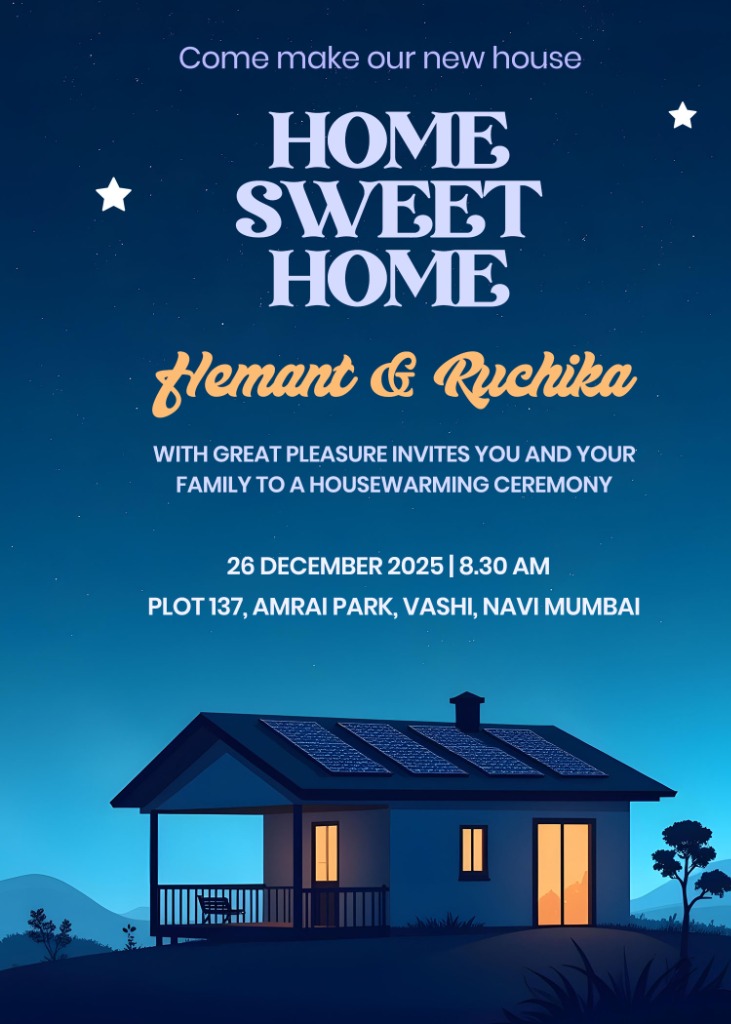 Come make our new house
HOME
SWEET
HOME
Hemant & Ruchika
WITH GREAT PLEASURE INVITES YOU AND YOUR
FAMILY TO A HOUSEWARMING CEREMONY
26 DECEMBER 2025 | 8.30 AM
PLOT 137, AMRAI PARK, VASHI, NAVI MUMBAI